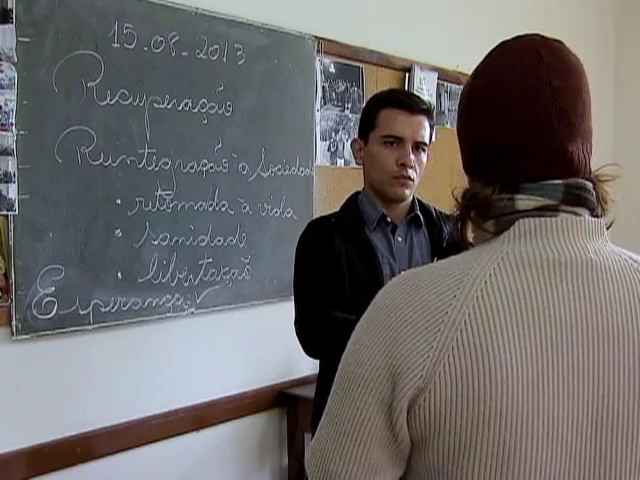 15.08.2013
Recuperação
Reintegração à Sociedade
• retomada à vida
• sanidade
• libertação
Esperança